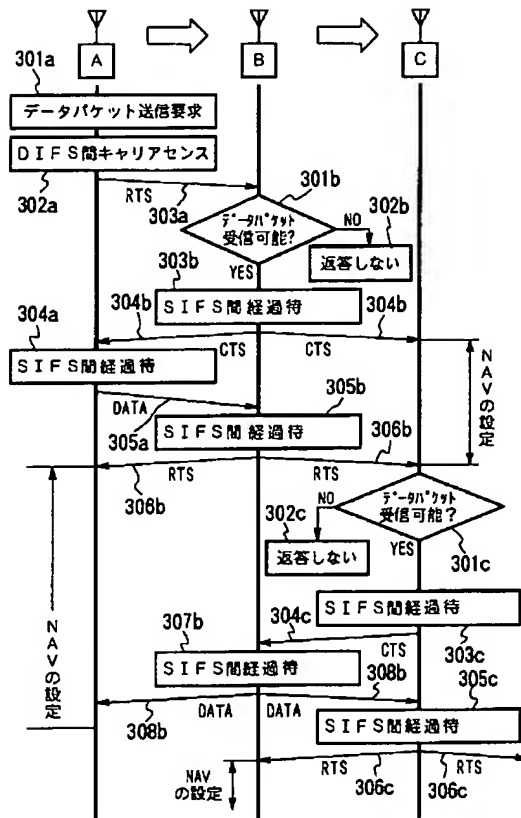 A
B
C
301a
データパケット送信要求
DIFS間キャリアセンス
302a
RTS
303a
301b
データパケット
受信可能?
NO
302b
返答しない
303b
YES
SIFS間経過待
304a
304b
304b
CTS
CTS
SIFS間経過待
NAVの設定
DATA
305a
305b
SIFS間経過待
306b
RTS
RTS
306b
データパケット
受信可能?
NO
302c
返答しない
YES
301c
NAVの設定
SIFS間経過待
303c
304c
CTS
307b
SIFS間経過待
308b
DATA
DATA
308b
305c
SIFS間経過待
RTS
RTS
306c
306c
NAV
の設定